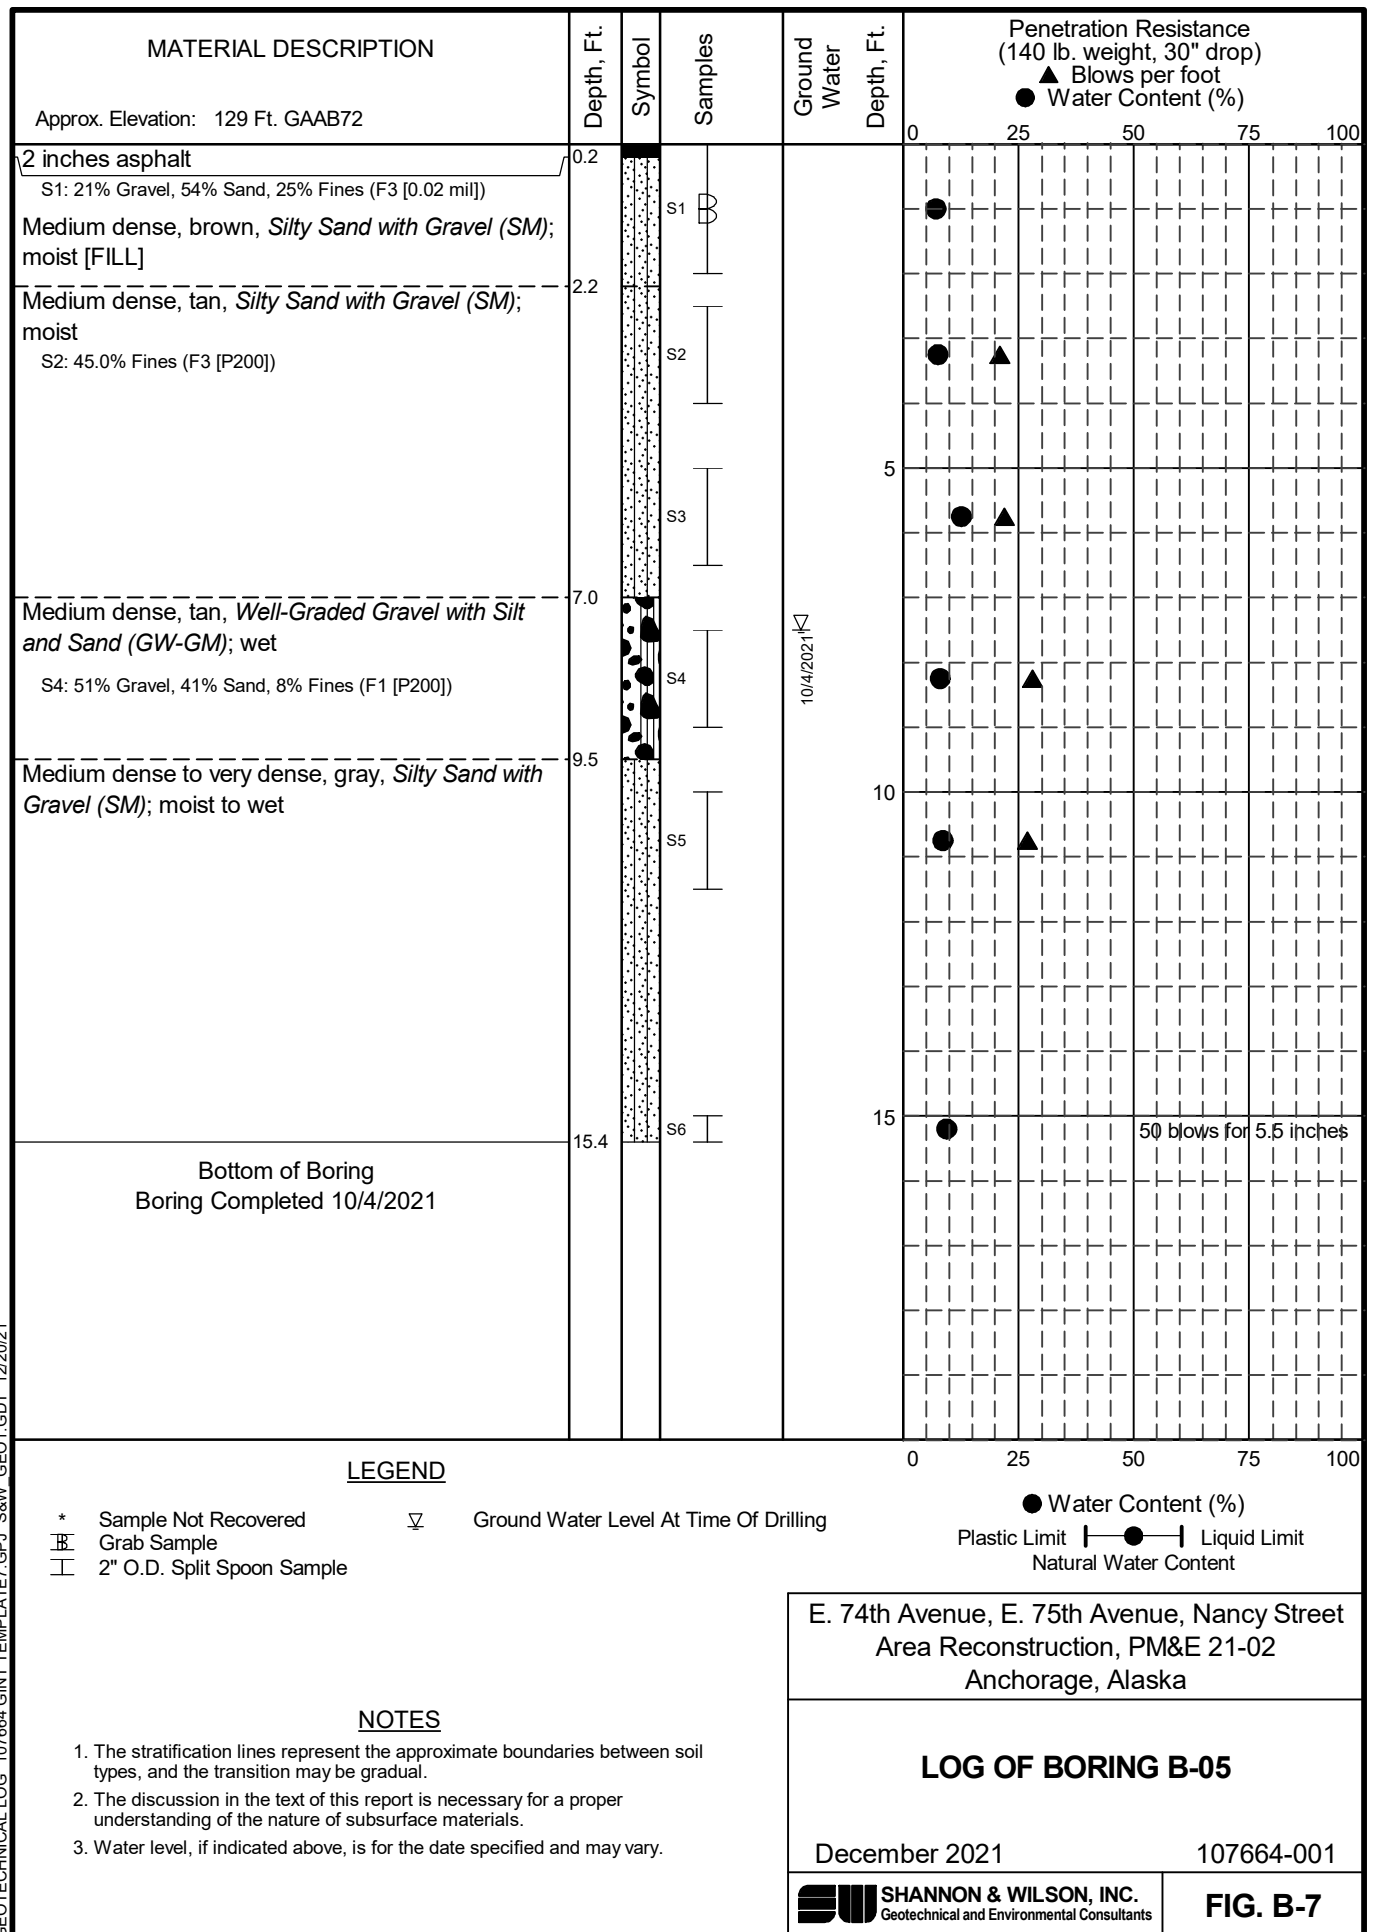 MATERIAL DESCRIPTION
Approx. Elevation: 129 Ft. GAAB72
Depth, Ft.
Symbol
Samples
Ground
Water
Depth, Ft.
Penetration Resistance
(140 lb. weight, 30" drop)
▲ Blows per foot
● Water Content (%)
0 25 50 75 100
2 inches asphalt
0.2
S1: 21% Gravel, 54% Sand, 25% Fines (F3 [0.02 mil])
S1
Medium dense, brown, Silty Sand with Gravel (SM);
moist [FILL]
2.2
Medium dense, tan, Silty Sand with Gravel (SM);
moist
S2: 45.0% Fines (F3 [P200])
S2
5
S3
7.0
Medium dense, tan, Well-Graded Gravel with Silt
and Sand (GW-GM); wet
S4: 51% Gravel, 41% Sand, 8% Fines (F1 [P200])
S4
10/4/2021
9.5
Medium dense to very dense, gray, Silty Sand with
Gravel (SM); moist to wet
10
S5
15
S6
50 blows for 5.5 inches
15.4
Bottom of Boring
Boring Completed 10/4/2021
0 25 50 75 100
LEGEND
* Sample Not Recovered
Grab Sample
2" O.D. Split Spoon Sample
Ground Water Level At Time Of Drilling
● Water Content (%)
Plastic Limit Liquid Limit
Natural Water Content
NOTES
1. The stratification lines represent the approximate boundaries between soil
types, and the transition may be gradual.
2. The discussion in the text of this report is necessary for a proper
understanding of the nature of subsurface materials.
3. Water level, if indicated above, is for the date specified and may vary.
E. 74th Avenue, E. 75th Avenue, Nancy Street
Area Reconstruction, PM&E 21-02
Anchorage, Alaska
LOG OF BORING B-05
December 2021 107664-001
SHANNON & WILSON, INC.
Geotechnical and Environmental Consultants
FIG. B-7
GEOTECHNICAL LOG 107664 GINT TEMPLATE7.GPJ S&W_GEO1.GDT 12/20/21